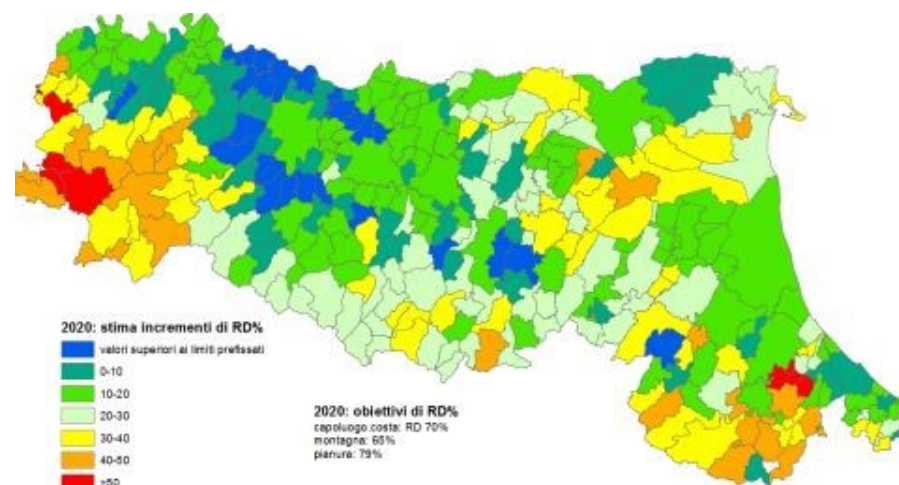 2020: stima incrementi di RD%
valori superiori ai limiti prefissati
0-10
10-20
20-30
30-40
40-50
>50
2020: obiettivi di RD%
capoluogo.costa: RD 70%
montagna: 65%
pianura: 79%